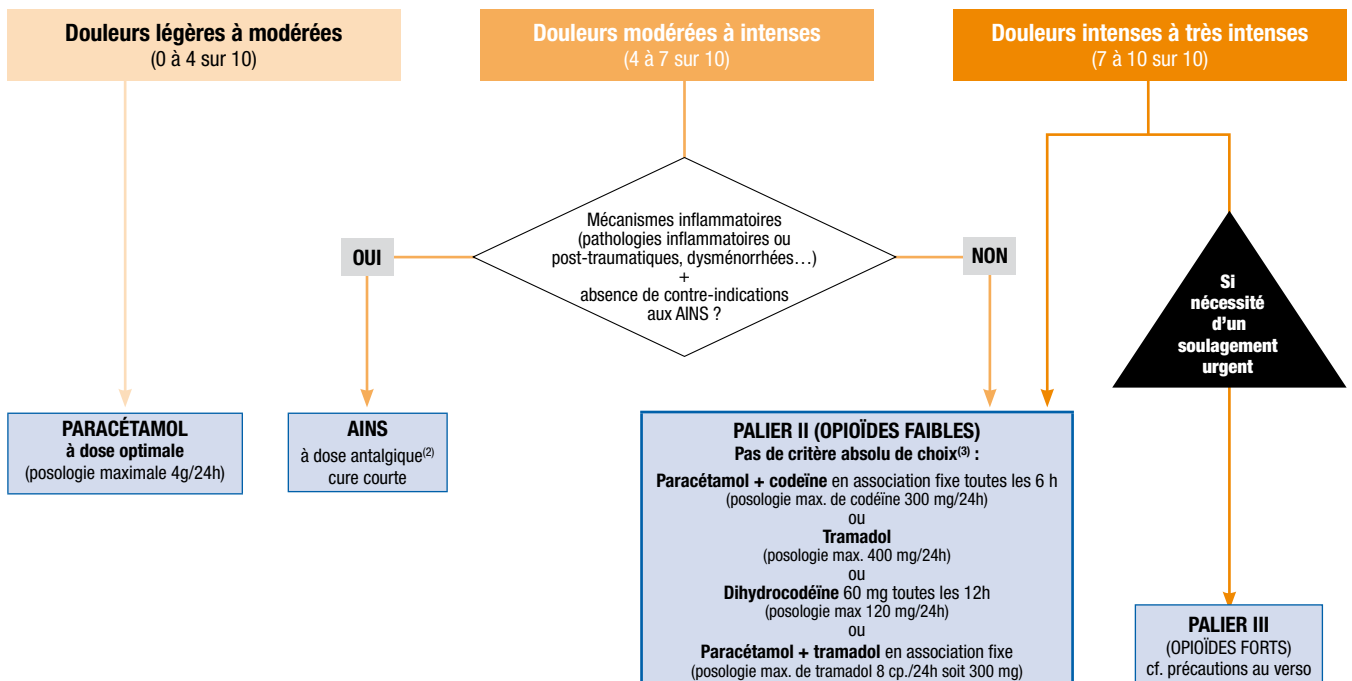 Douleurs légères à modérées
(0 à 4 sur 10)
Douleurs modérées à intenses
(4 à 7 sur 10)
Douleurs intenses à très intenses
(7 à 10 sur 10)
Mécanismes inflammatoires
(pathologies inflammatoires ou
post-traumatiques, dysménorrhées…)
+
absence de contre-indications
aux AINS ?
OUI
NON
Si
nécessité
d'un
soulagement
urgent
PARACÉTAMOL
à dose optimale
(posologie maximale 4g/24h)
AINS
à dose antalgique(2)
cure courte
PALIER II (OPIOÏDES FAIBLES)
Pas de critère absolu de choix(3) :
Paracétamol + codeïne en association fixe toutes les 6 h
(posologie max. de codéïne 300 mg/24h)
ou
Tramadol
(posologie max. 400 mg/24h)
ou
Dihydrocodéïne 60 mg toutes les 12h
(posologie max 120 mg/24h)
ou
Paracétamol + tramadol en association fixe
(posologie max. de tramadol 8 cp./24h soit 300 mg)
PALIER III
(OPIOÏDES FORTS)
cf. précautions au verso